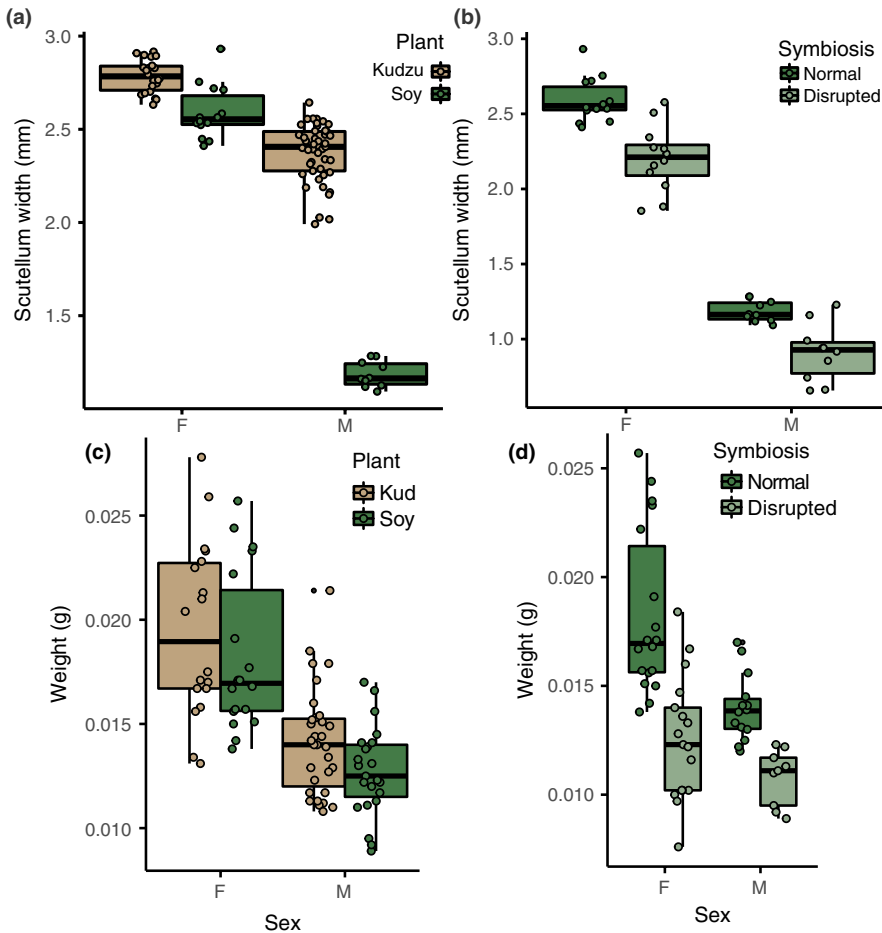 (a)
3.0
2.5
2.0
1.5
Scutellum width (mm)
Plant
Kudzu
Soy
F
M
(b)
3.0
2.5
2.0
1.5
1.0
Scutellum width (mm)
Symbiosis
Normal
Disrupted
F
M
(c)
0.025
0.020
0.015
0.010
Weight (g)
Plant
Kud
Soy
F
M
Sex
(d)
0.025
0.020
0.015
0.010
Weight (g)
Symbiosis
Normal
Disrupted
F
M
Sex